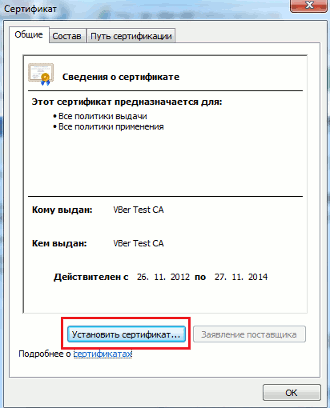 Сертификат
Общие Состав Путь сертификации
Сведения о сертификате
Этот сертификат предназначается для:
• Все политики выдачи
• Все политики применения
Кому выдан: VBer Test CA
Кем выдан: VBer Test CA
Действителен с 26. 11. 2012 по 27. 11. 2014
Установить сертификат... Заявление поставщика
Подробнее о сертификатах
ОК